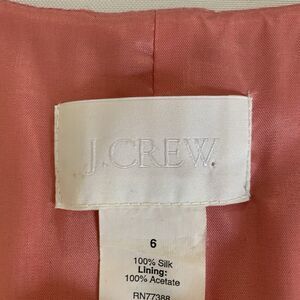 J.CREW
6
100% Silk
Lining:
100% Acetate
RN77388